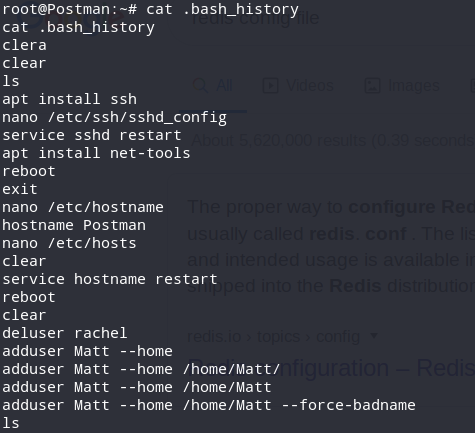 root@Postman:~# cat .bash_history
cat .bash_history
clera
clear
ls
apt install ssh
nano /etc/ssh/sshd_config
service sshd restart
apt install net-tools
reboot
exit
nano /etc/hostname
hostname Postman
nano /etc/hosts
clear
service hostname restart
reboot
clear
deluser rachel
adduser Matt --home
adduser Matt --home /home/Matt/
adduser Matt --home /home/Matt
adduser Matt --home /home/Matt --force-badname
ls
redis config file
All Videos Images
About 9,620,000 results (0.39 seconds
The proper way to configure Red
usually called redis. conf . The lis
and intended usage is available i
shipped into the Redis distribution
redis.io › topics › config
Redis configuration – Redis